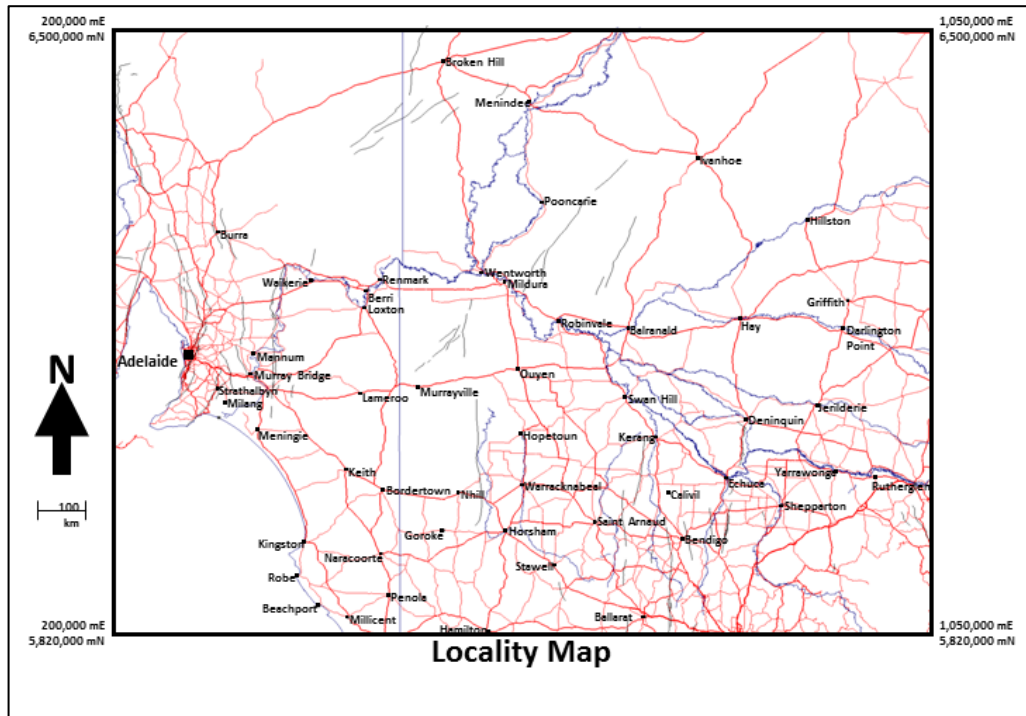 200,000 mE
6,500,000 mN
1,050,000 mE
6,500,000 mN
Broken Hill
Menindee
Ivanhoe
Pooncarie
Hillston
Burra
Wentworth
Waikerie
Renmark
Mildura
Berri
Loxton
Griffith
Robinvale
Balranald
Hay
Darlington
Point
Adelaide
Mannum
N
Murray Bridge
Ouyen
Strathalbyn
Lameroo
Murrayville
Milang
Swan Hill
Jenilderie
Deninquin
Meningie
Hopetoun
Kerang
Keith
Yarrawonga
Echuca
Rutherglen
Bordertown
Nhill
Warracknabeal
Calivil
100
km
Shepparton
Saint Arnaud
Goroke
Horsham
Bendigo
Kingston
Naracoorte
Stawell
Robe
Penola
Beachport
Millicent
Ballarat
Hamilton
200,000 mE
5,820,000 mN
1,050,000 mE
5,820,000 mN
Locality Map